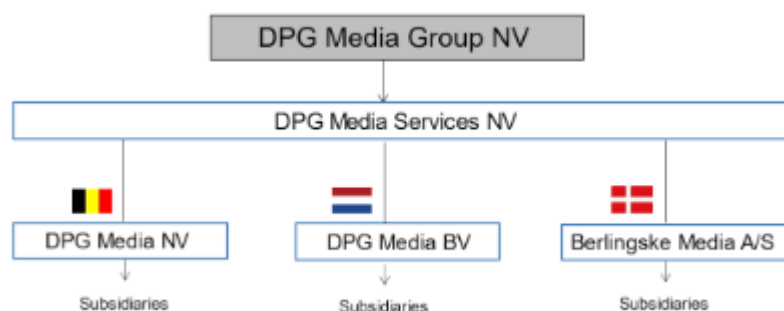 DPG Media Group NV
DPG Media Services NV
DPG Media NV
DPG Media BV
Berlingske Media A/S
Subsidiaries
Subsidiaries
Subsidiaries